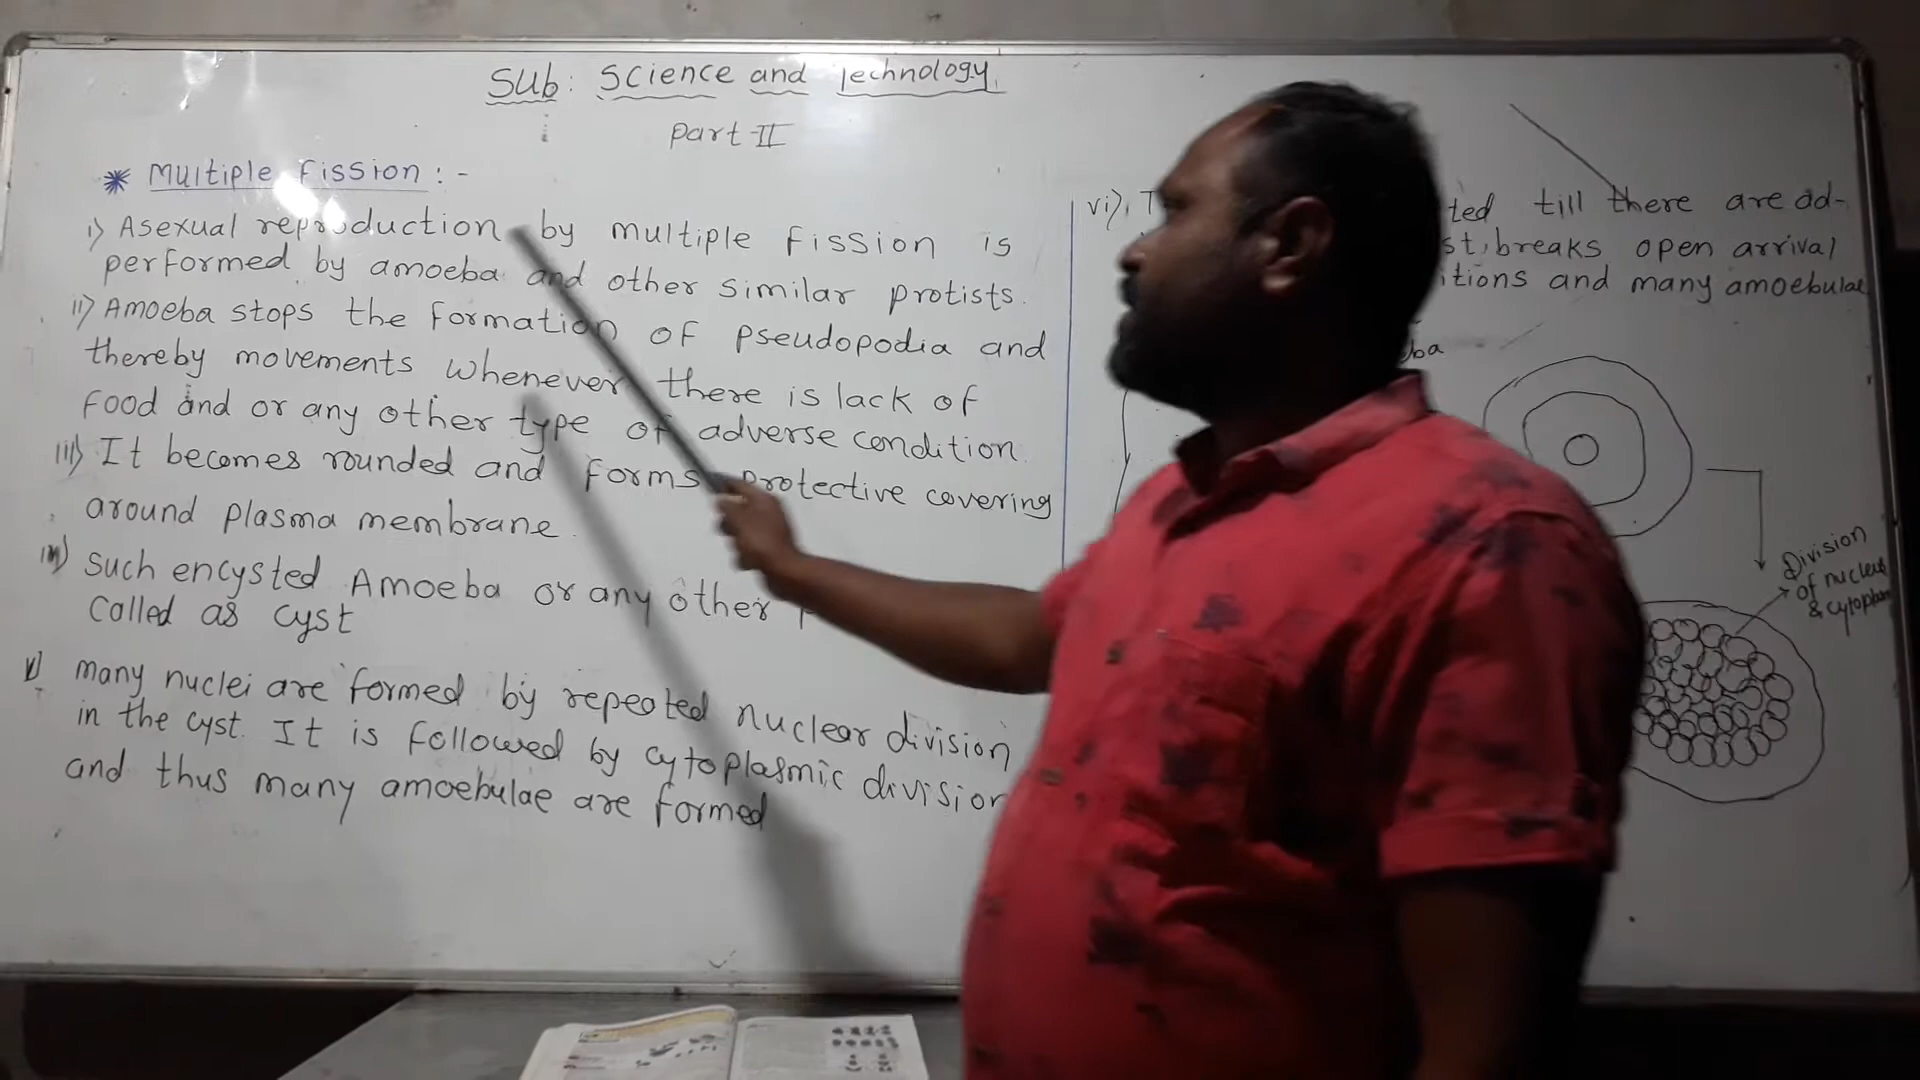 Sub: Science and Technology
Part II
* Multiple Fission :-
i) Asexual reproduction by multiple fission is
performed by amoeba and other similar protists.
ii) Amoeba stops the formation of pseudopodia and
thereby movements whenever there is lack of
food and or any other type of adverse condition.
iii) It becomes rounded and forms protective covering
around plasma membrane.
iv) Such encysted Amoeba or any other
called as cyst
v) many nuclei are formed by repeated nuclear division
in the cyst. It is followed by cytoplasmic division
and thus many amoebulae are formed
vi) ted till there are ad-
st breaks open arrival
itions and many amoebulae
ba
Division
of nucleus
& cytoplasm